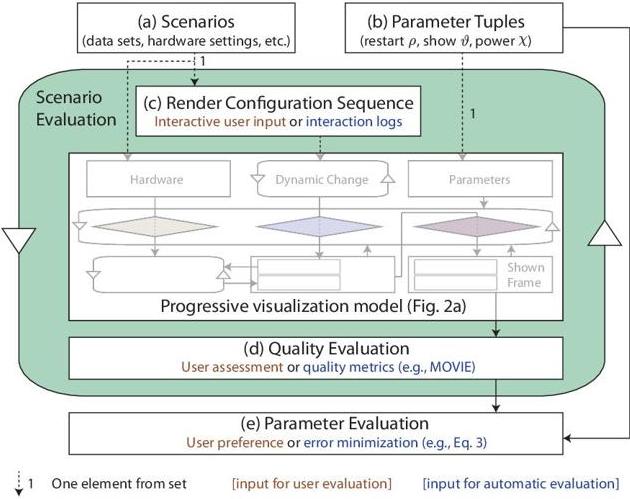 (a) Scenarios
(data sets, hardware settings, etc.)
(b) Parameter Tuples
(restart ρ, show ϑ, power χ)
1
Scenario
Evaluation
(c) Render Configuration Sequence
Interactive user input or interaction logs
1
Hardware
Dynamic Change
Parameters
Shown
Frame
Progressive visualization model (Fig. 2a)
(d) Quality Evaluation
User assessment or quality metrics (e.g., MOVIE)
(e) Parameter Evaluation
User preference or error minimization (e.g., Eq. 3)
1 One element from set [input for user evaluation] [input for automatic evaluation]